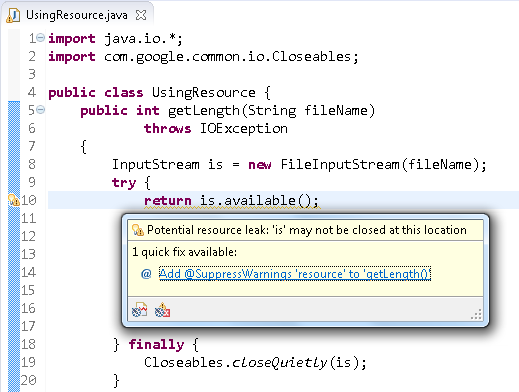 UsingResource.java
1 import java.io.*;
2 import com.google.common.io.Closeables;
3
4 public class UsingResource {
5 public int getLength(String fileName)
6 throws IOException
7 {
8 InputStream is = new FileInputStream(fileName);
9 try {
10 return is.available();
11
12
Potential resource leak: 'is' may not be closed at this location
13
1 quick fix available:
14
@ Add @SuppressWarnings 'resource' to 'getLength()'
15
16
17
18 } finally {
19 Closeables.closeQuietly(is);
20 }